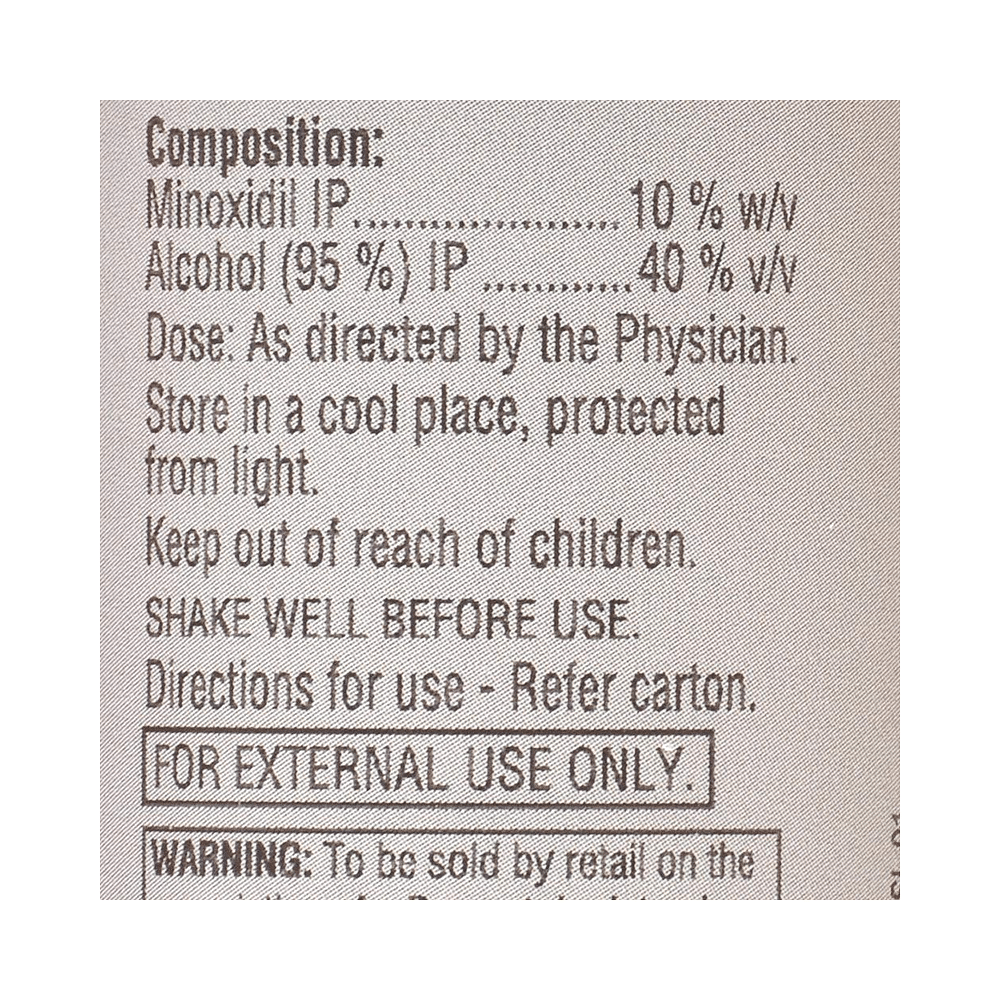 Composition:
Minoxidil IP........................10 % w/v
Alcohol (95 %) IP ............40 % v/v
Dose: As directed by the Physician.
Store in a cool place, protected
from light.
Keep out of reach of children.
SHAKE WELL BEFORE USE.
Directions for use - Refer carton.
FOR EXTERNAL USE ONLY.
WARNING: To be sold by retail on the